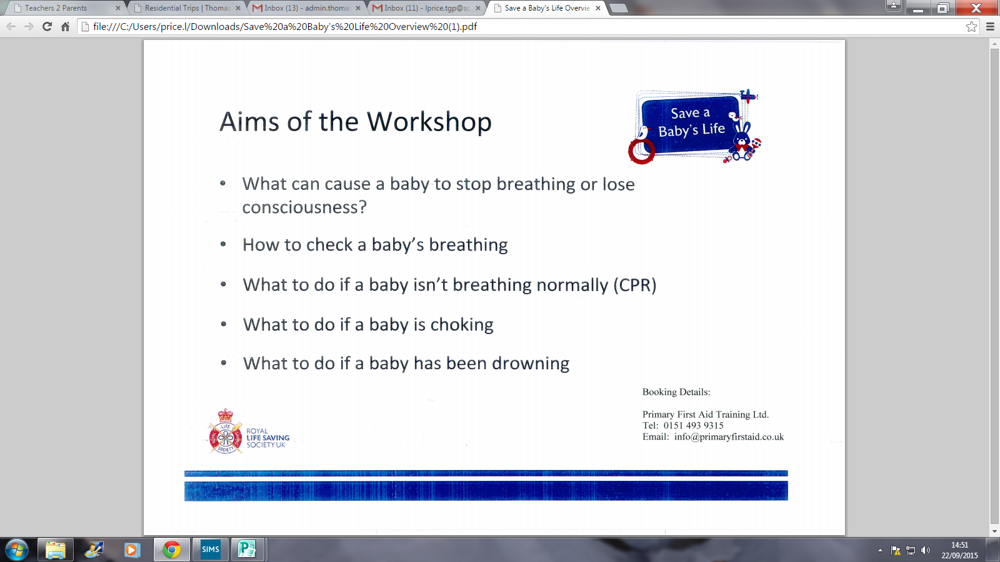 Teachers 2 Parents
Residential Trips | Thomas
Inbox (13) - admin.thomas
Inbox (11) - lprice.tgp@sc
Save a Baby's Life Overvie
file:///C:/Users/price.l/Downloads/Save%20a%20Baby's%20Life%20Overview%20(1).pdf
Save a
Baby's Life
Aims of the Workshop
• What can cause a baby to stop breathing or lose
consciousness?
• How to check a baby's breathing
• What to do if a baby isn't breathing normally (CPR)
• What to do if a baby is choking
• What to do if a baby has been drowning
Booking Details:
Primary First Aid Training Ltd.
Tel: 0151 493 9315
Email: info@primaryfirstaid.co.uk
ROYAL
LIFE SAVING
SOCIETY UK
ROYAL LIFE SAVING SOCIETY
SIMS
14:51
22/09/2015